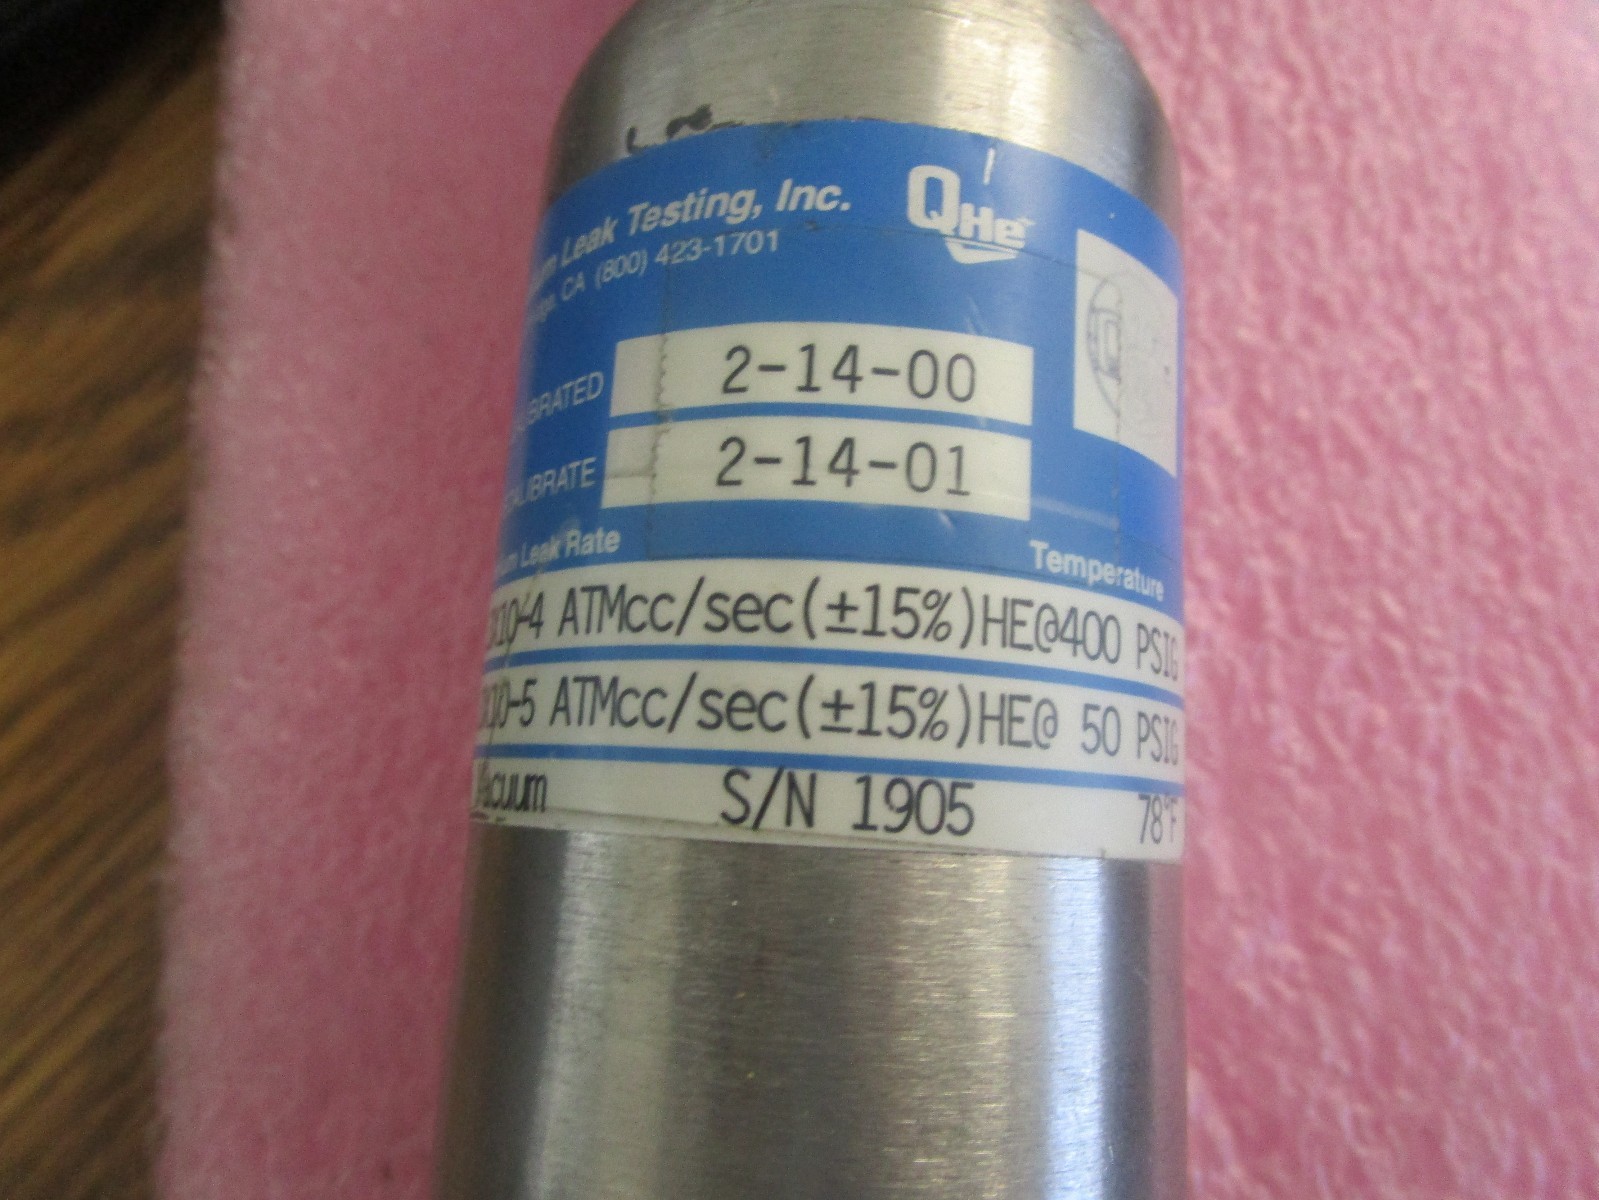 Leak Testing, Inc.
QHe
CA (800) 423-1701
2-14-00
2-14-01
Leak Rate
Temperature
ATMcc/sec(±15%)HE@400 PSIG
ATMcc/sec(±15%)HE@ 50 PSIG
Vacuum S/N 1905 78°F